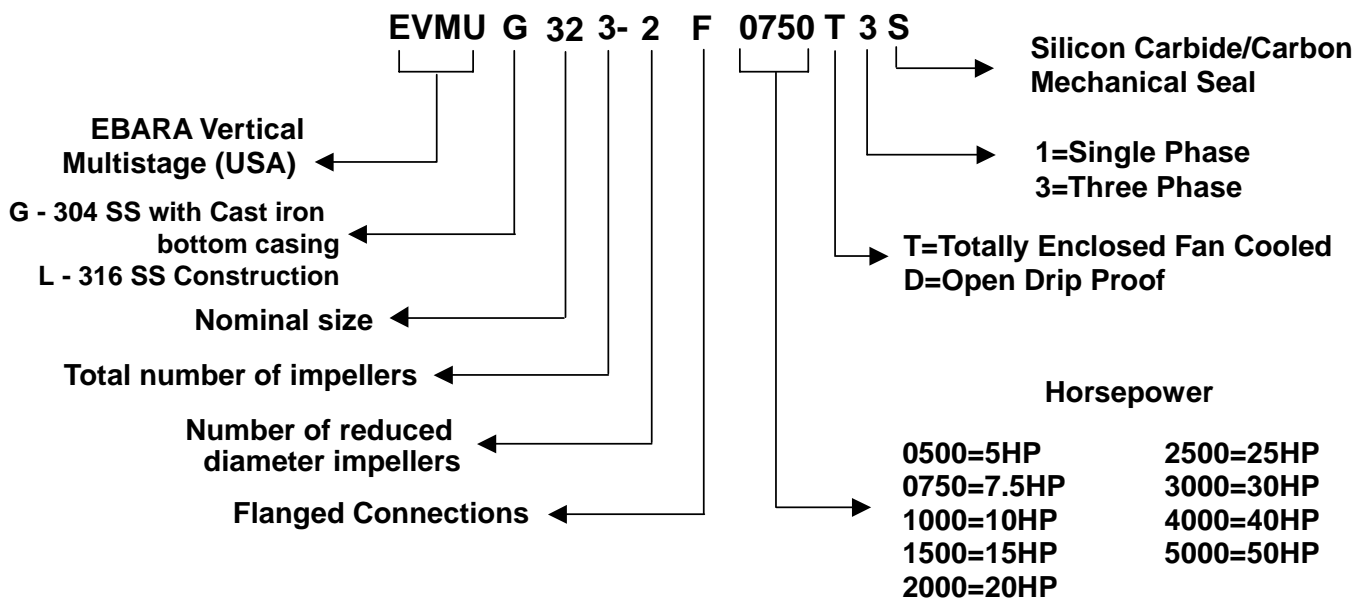 EVMU G 32 3- 2 F 0750 T 3 S
Silicon Carbide/Carbon
Mechanical Seal
EBARA Vertical
Multistage (USA)
1=Single Phase
3=Three Phase
G - 304 SS with Cast iron
bottom casing
L - 316 SS Construction
T=Totally Enclosed Fan Cooled
D=Open Drip Proof
Nominal size
Total number of impellers
Number of reduced
diameter impellers
Flanged Connections
Horsepower
0500=5HP
0750=7.5HP
1000=10HP
1500=15HP
2000=20HP
2500=25HP
3000=30HP
4000=40HP
5000=50HP